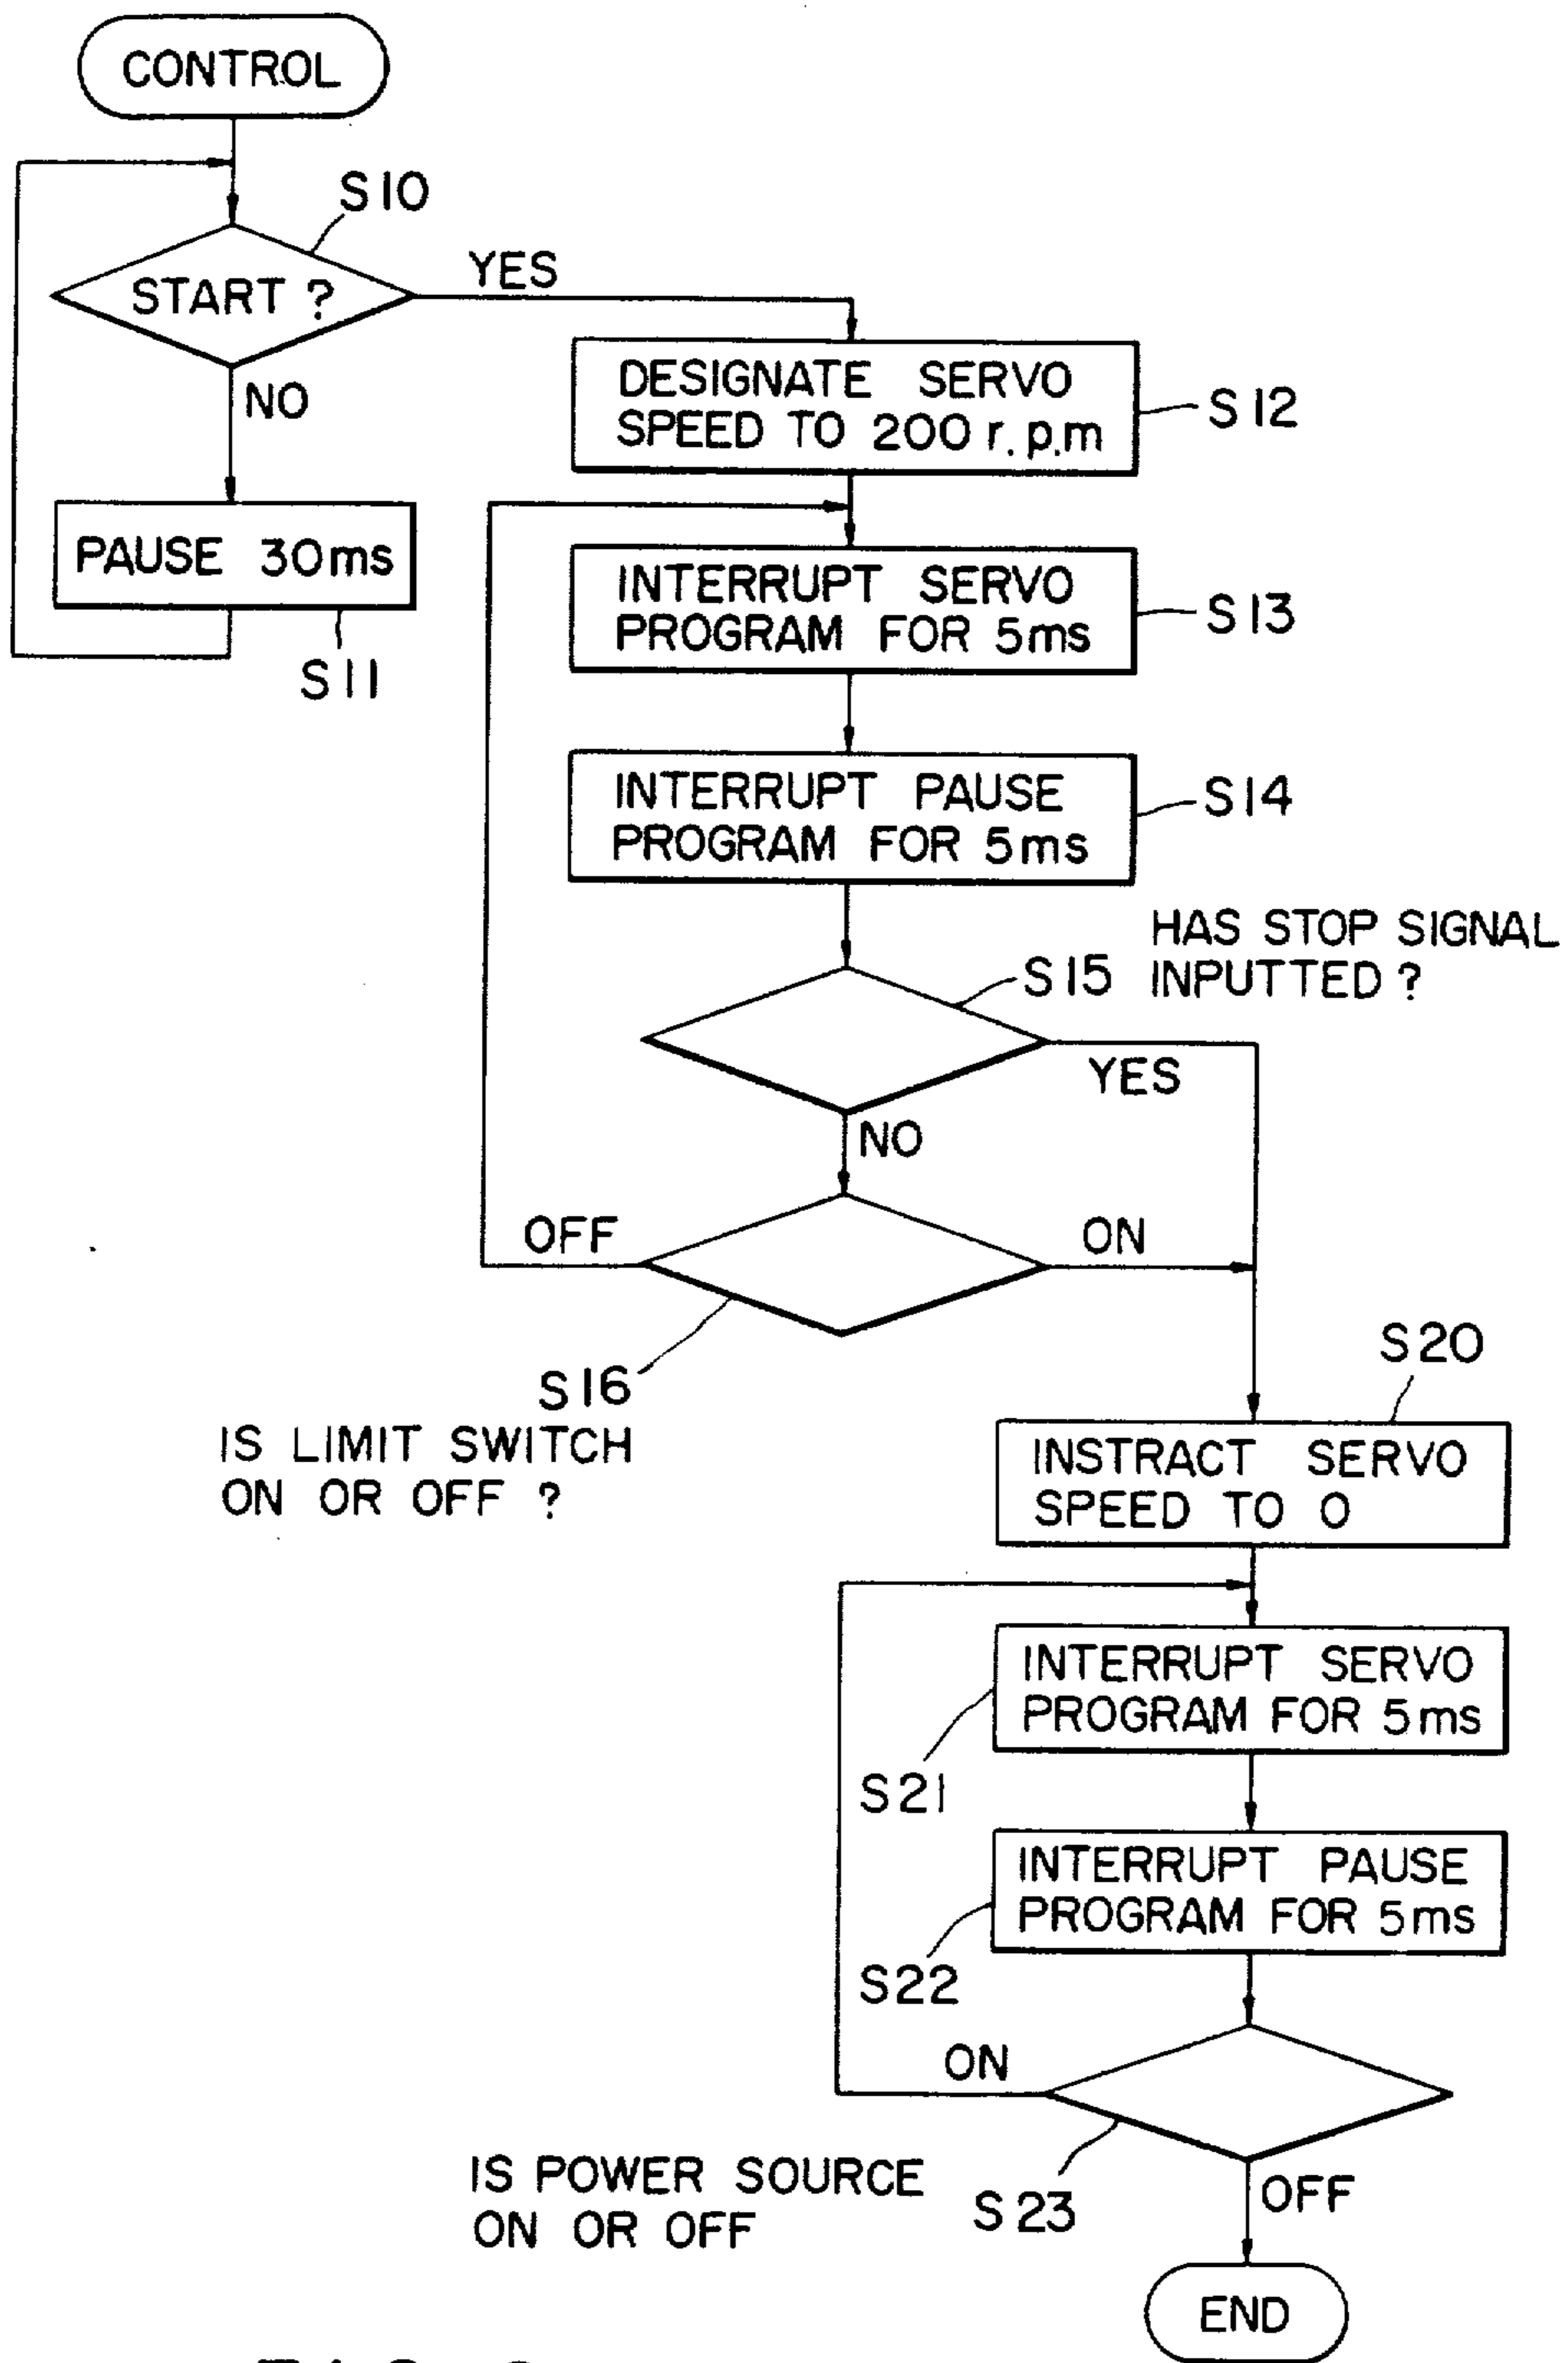 CONTROL
S10
START ?
YES
NO
DESIGNATE SERVO
SPEED TO 200 r.p.m
S12
PAUSE 30ms
S11
INTERRUPT SERVO
PROGRAM FOR 5ms
S13
INTERRUPT PAUSE
PROGRAM FOR 5ms
S14
HAS STOP SIGNAL
S15 INPUTTED ?
YES
NO
OFF
ON
S16
IS LIMIT SWITCH
ON OR OFF ?
S20
INSTRACT SERVO
SPEED TO 0
INTERRUPT SERVO
PROGRAM FOR 5ms
S21
INTERRUPT PAUSE
PROGRAM FOR 5ms
S22
ON
IS POWER SOURCE
ON OR OFF
S23
OFF
END